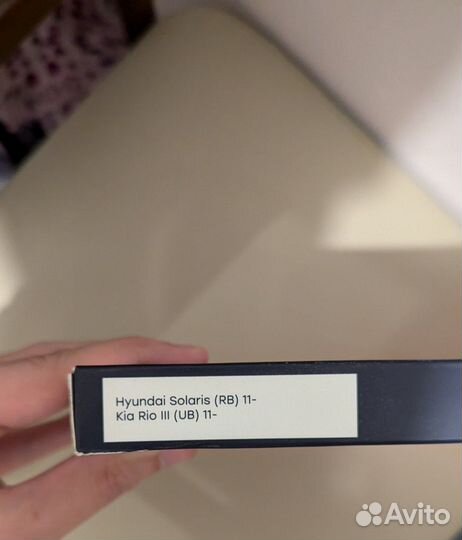 Hyundai Solaris (RB) 11-
Kia Rio III (UB) 11-
Avito